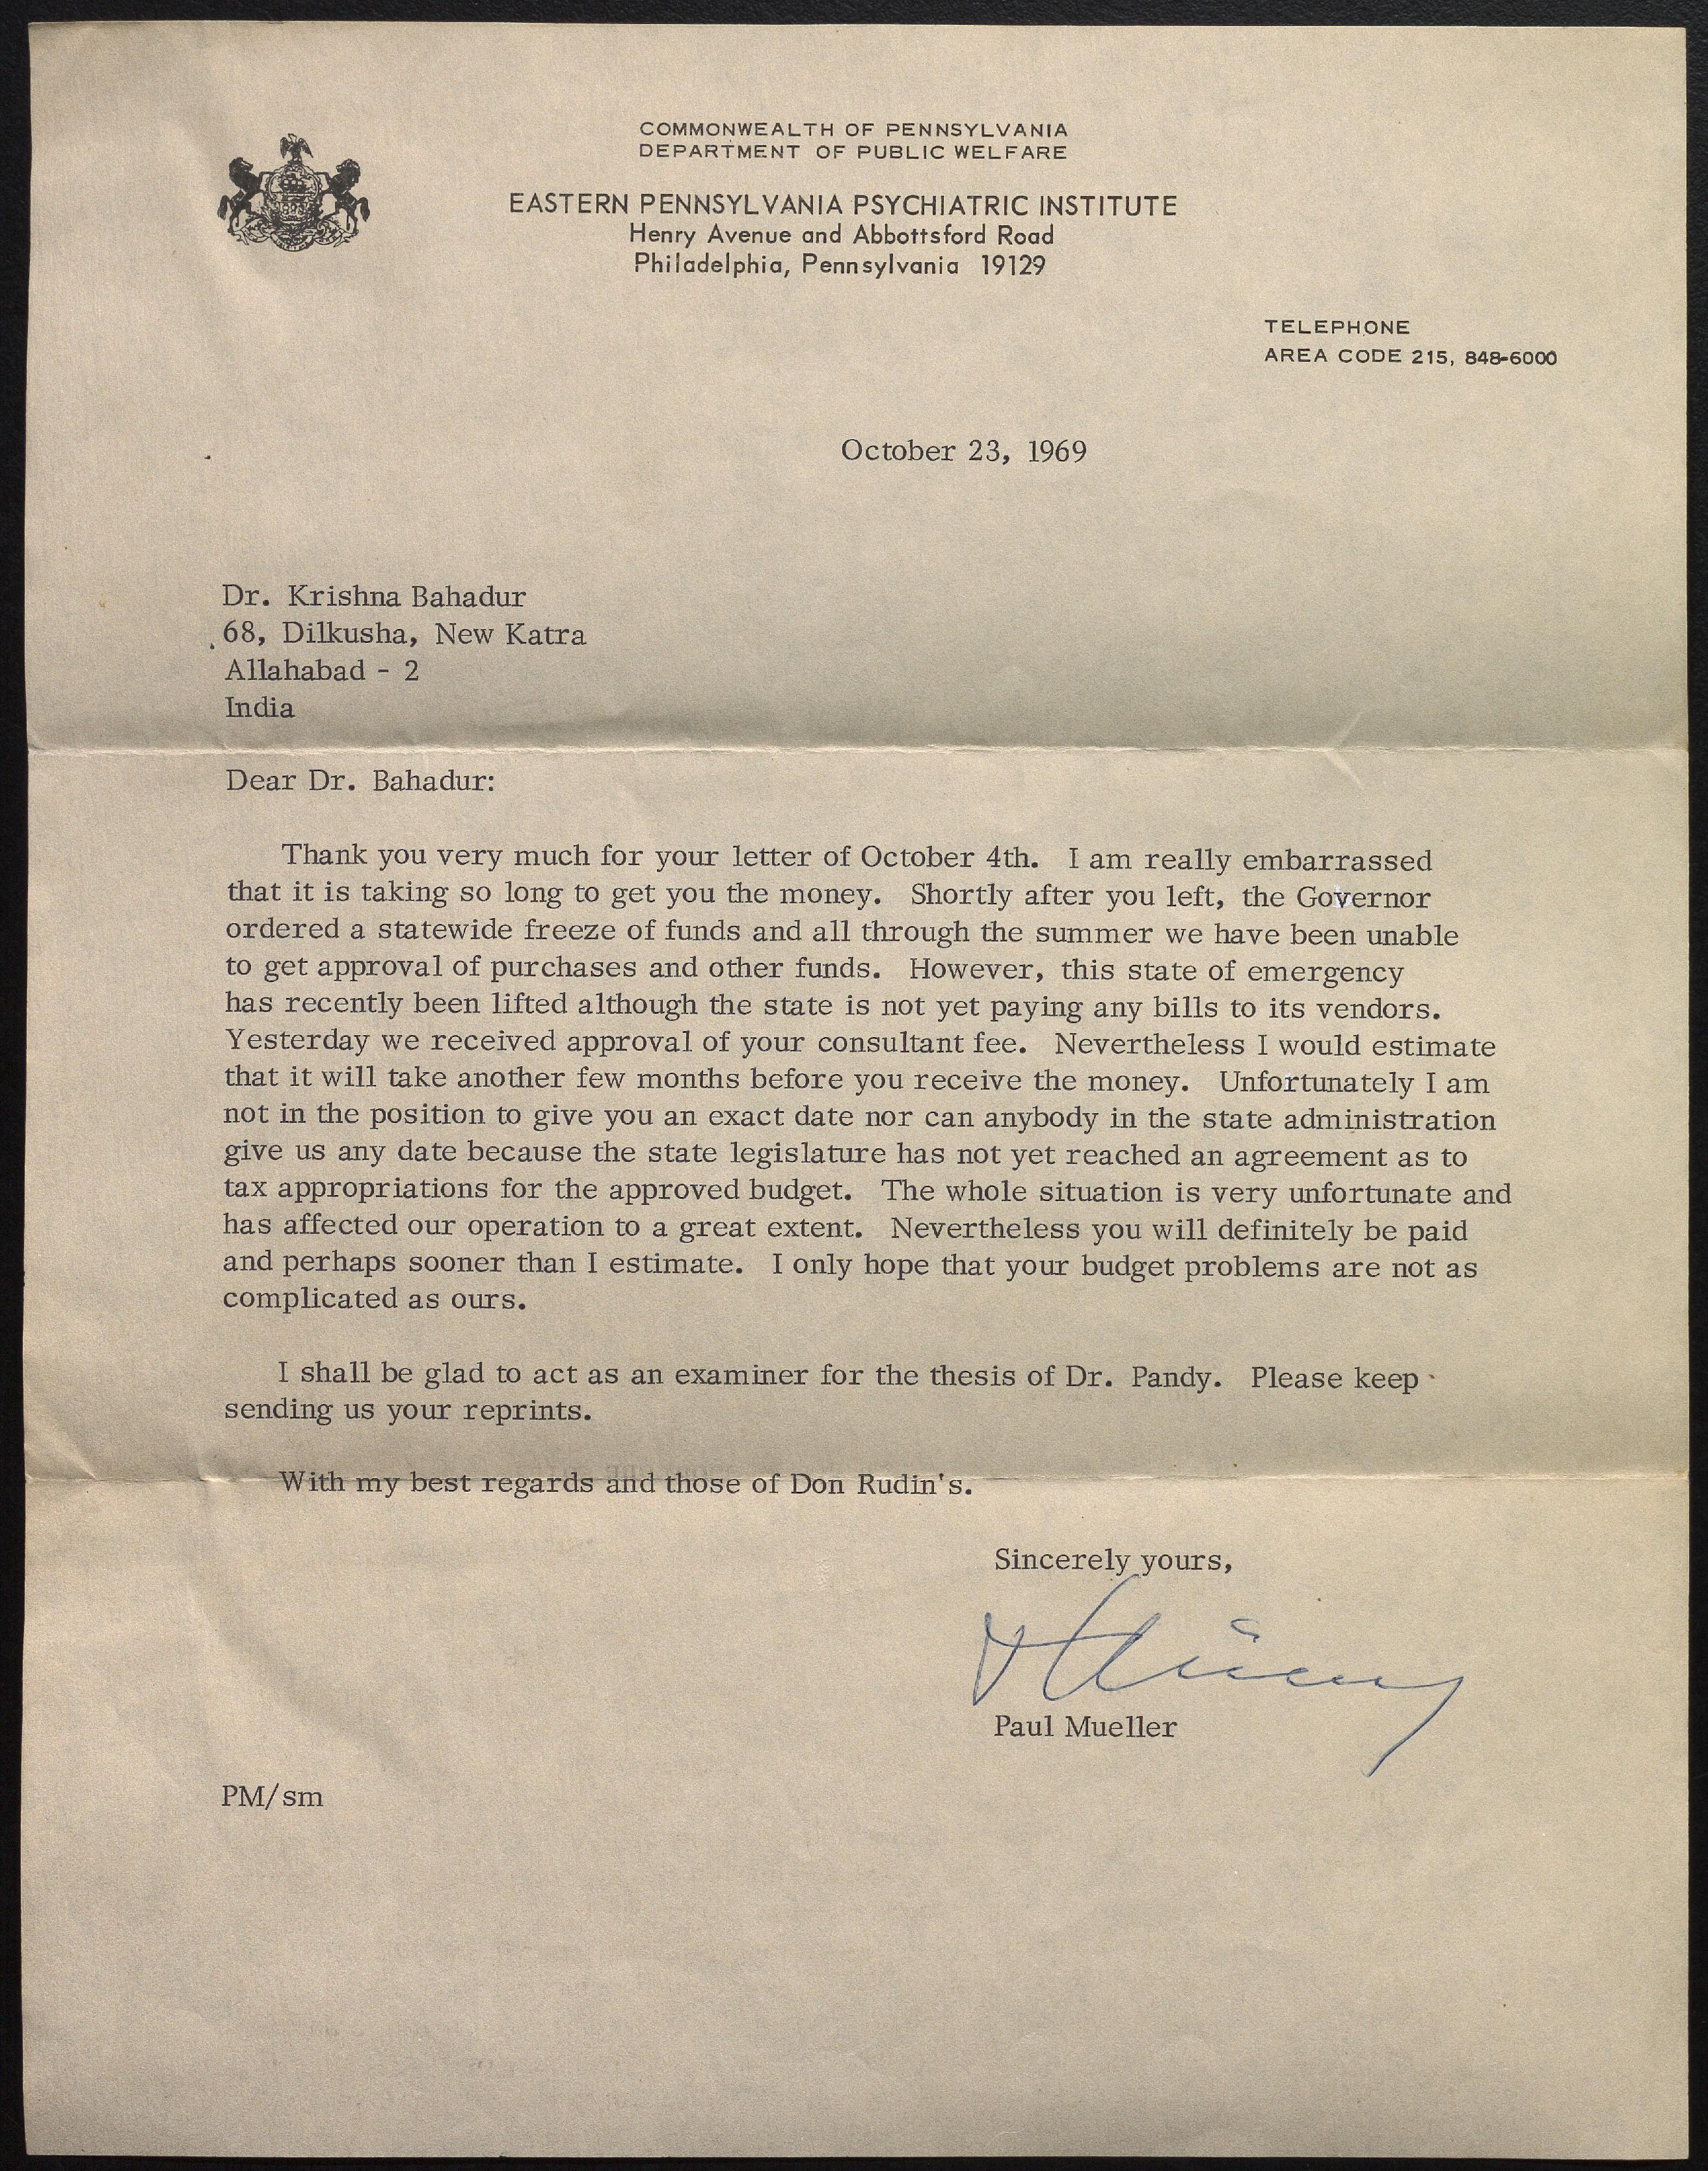 COMMONWEALTH OF PENNSYLVANIA
DEPARTMENT OF PUBLIC WELFARE
EASTERN PENNSYLVANIA PSYCHIATRIC INSTITUTE
Henry Avenue and Abbottsford Road
Philadelphia, Pennsylvania 19129
TELEPHONE
AREA CODE 215, 848-6000
October 23, 1969
Dr. Krishna Bahadur
68, Dilkusha, New Katra
Allahabad - 2
India
Dear Dr. Bahadur:
Thank you very much for your letter of October 4th. I am really embarrassed
that it is taking so long to get you the money. Shortly after you left, the Governor
ordered a statewide freeze of funds and all through the summer we have been unable
to get approval of purchases and other funds. However, this state of emergency
has recently been lifted although the state is not yet paying any bills to its vendors.
Yesterday we received approval of your consultant fee. Nevertheless I would estimate
that it will take another few months before you receive the money. Unfortunately I am
not in the position to give you an exact date nor can anybody in the state administration
give us any date because the state legislature has not yet reached an agreement as to
tax appropriations for the approved budget. The whole situation is very unfortunate and
has affected our operation to a great extent. Nevertheless you will definitely be paid
and perhaps sooner than I estimate. I only hope that your budget problems are not as
complicated as ours.
I shall be glad to act as an examiner for the thesis of Dr. Pandy. Please keep
sending us your reprints.
With my best regards and those of Don Rudin's.
Sincerely yours,
Paul Mueller
PM/sm